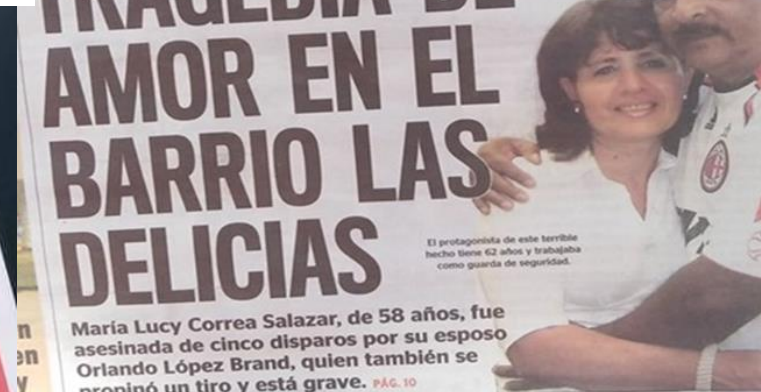 TRAGEDIA DE
AMOR EN EL
BARRIO LAS
DELICIAS
El protagonista de este terrible
hecho tiene 62 años y trabajaba
como guarda de seguridad.
María Lucy Correa Salazar, de 58 años, fue
asesinada de cinco disparos por su esposo
Orlando López Brand, quien también se
propinó un tiro y está grave. PÁG. 10
n
en
y